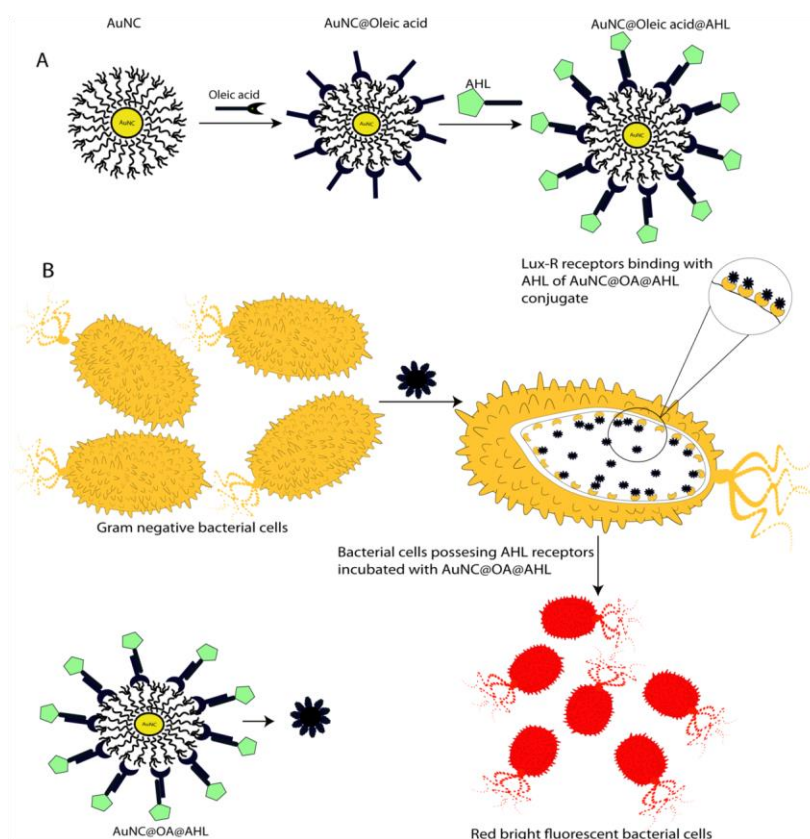 AuNC
AuNC@Oleic acid
AuNC@Oleic acid@AHL
A
Oleic acid
AHL
AuNC
AuNC
AuNC
Lux-R receptors binding with
AHL of AuNC@OA@AHL
conjugate
B
Gram negative bacterial cells
Bacterial cells possesing AHL receptors
incubated with AuNC@OA@AHL
AuNC
AuNC@OA@AHL
Red bright fluorescent bacterial cells